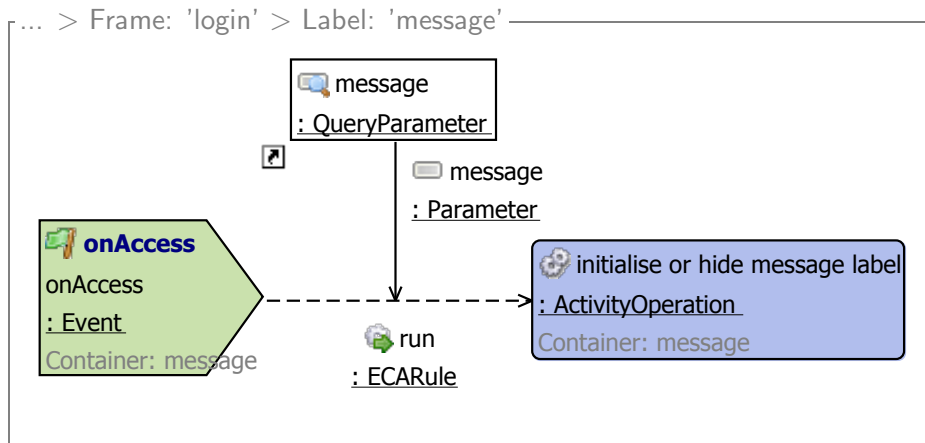 ... > Frame: 'login' > Label: 'message'
message
: QueryParameter
message
: Parameter
onAccess
onAccess
: Event
Container: message
run
: ECARule
initialise or hide message label
: ActivityOperation
Container: message